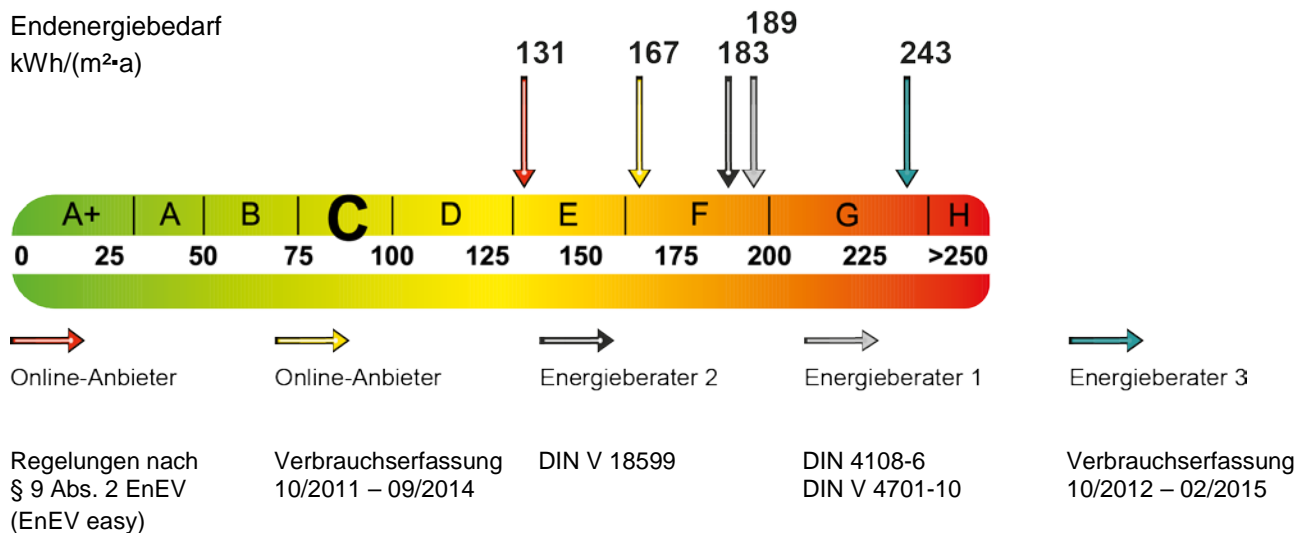 Endenergiebedarf
kWh/(m²▪a)
131 167 183 189 243
A+ A B C D E F G H
0 25 50 75 100 125 150 175 200 225 >250
Online-Anbieter
Online-Anbieter
Energieberater 2
Energieberater 1
Energieberater 3
Regelungen nach
§ 9 Abs. 2 EnEV
(EnEV easy)
Verbrauchserfassung
10/2011 – 09/2014
DIN V 18599
DIN 4108-6
DIN V 4701-10
Verbrauchserfassung
10/2012 – 02/2015